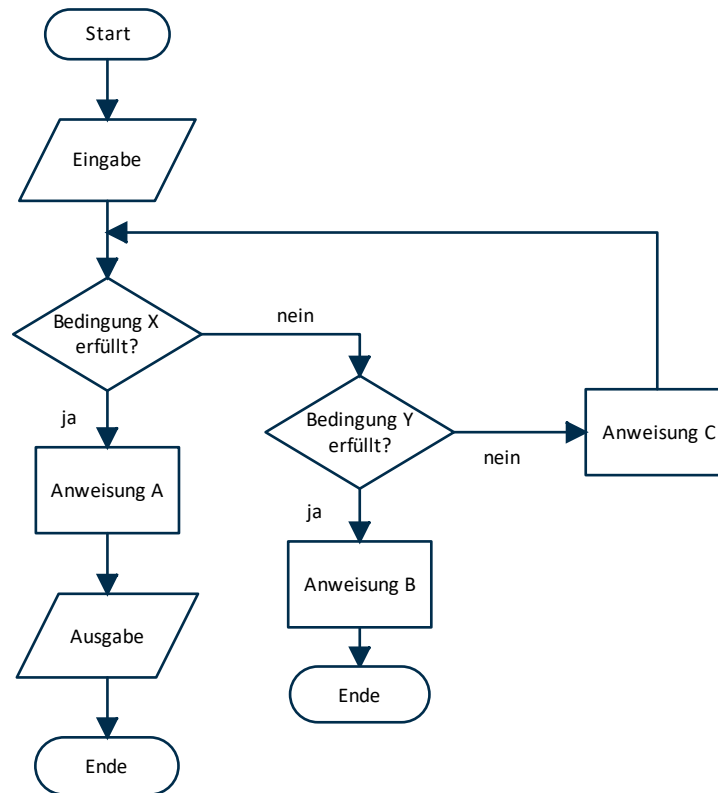 Start
Eingabe
Bedingung X
erfüllt?
nein
ja
Bedingung Y
erfüllt?
nein
Anweisung C
ja
Anweisung A
Anweisung B
Ausgabe
Ende
Ende